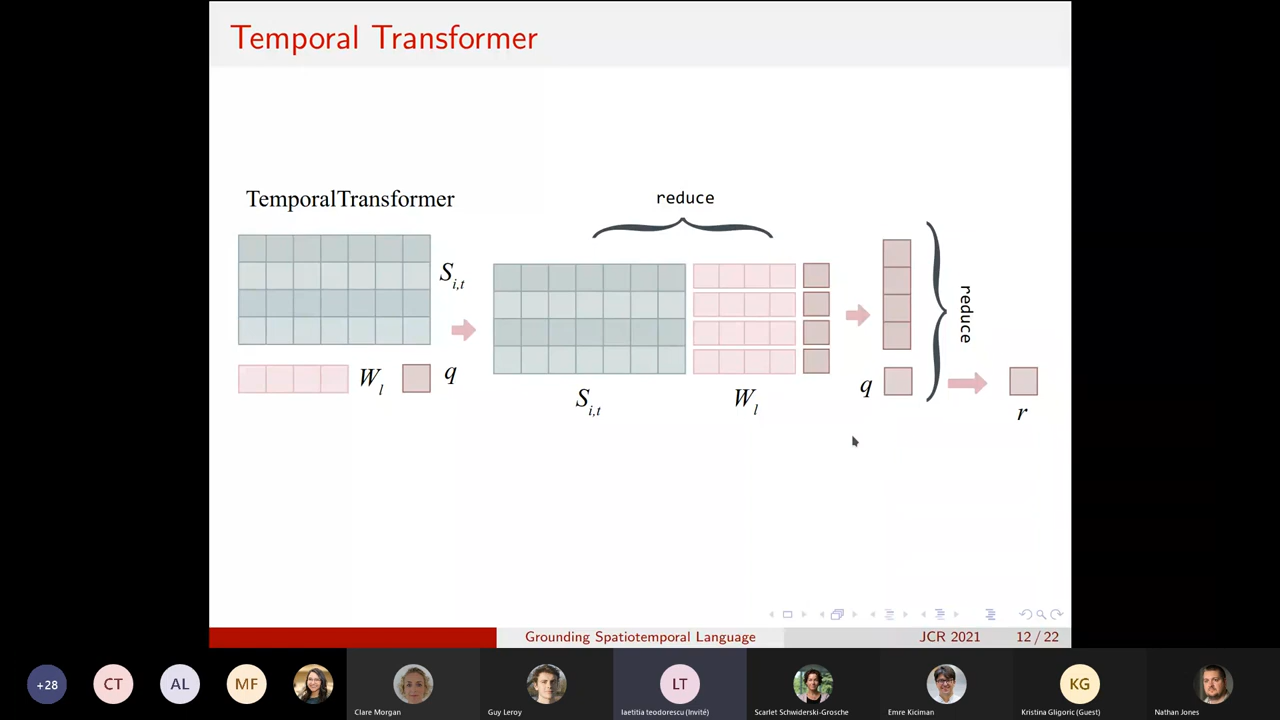 Temporal Transformer
TemporalTransformer
S_{i,t}
W_l
q
reduce
S_{i,t}
W_l
q
reduce
r
Grounding Spatiotemporal Language
JCR 2021
12 / 22
+28
CT
AL
MF
LT
KG
Clare Morgan
Guy Leroy
laetitia teodorescu (Invité)
Scarlet Schwiderski-Grosche
Emre Kiciman
Kristina Gligoric (Guest)
Nathan Jones